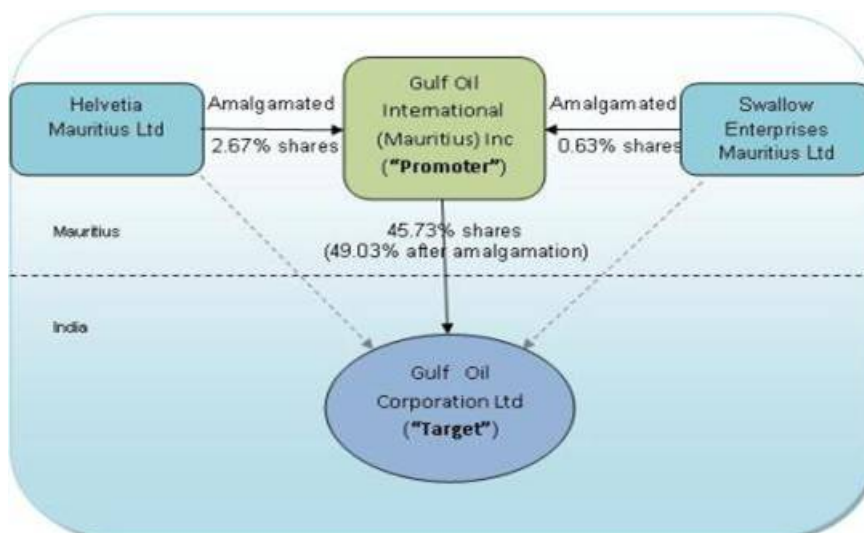 Helvetia
Mauritius Ltd
Amalgamated
2.67% shares
Gulf Oil
International
(Mauritius) Inc
("Promoter")
Amalgamated
0.63% shares
Swallow
Enterprises
Mauritius Ltd
Mauritius
45.73% shares
(49.03% after amalgamation)
India
Gulf Oil
Corporation Ltd
("Target")